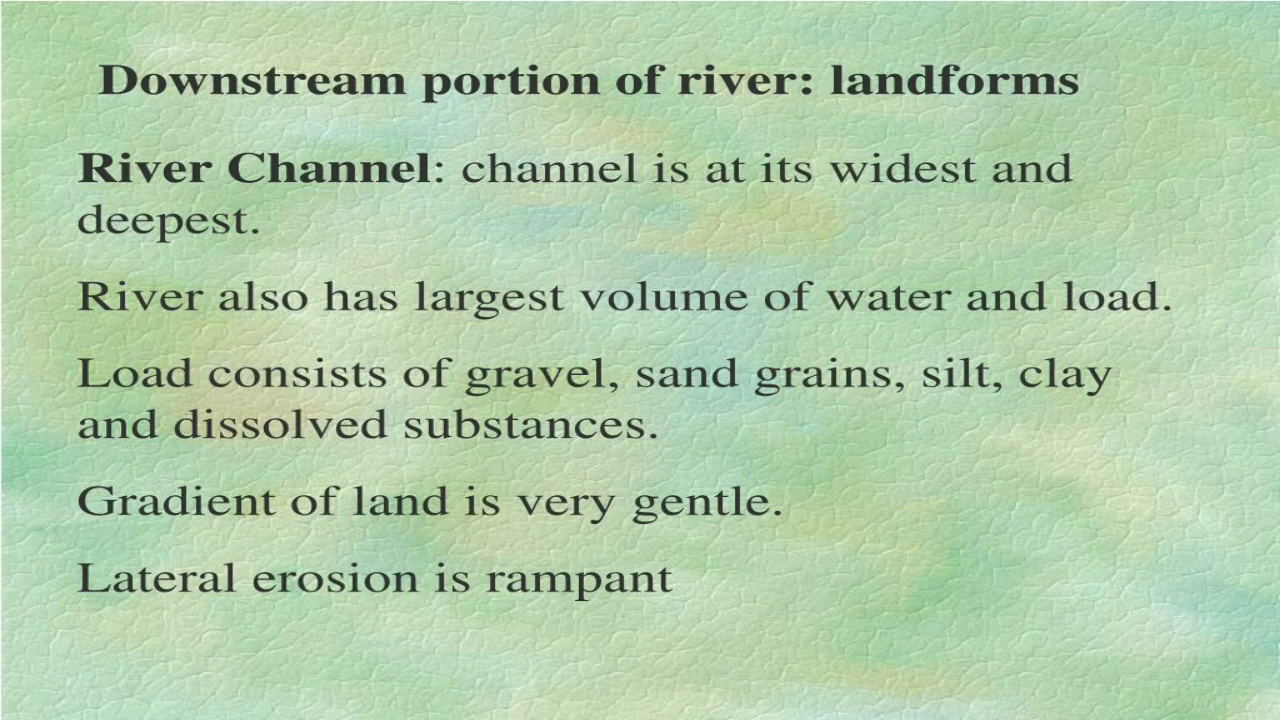 Downstream portion of river: landforms
River Channel: channel is at its widest and
deepest.
River also has largest volume of water and load.
Load consists of gravel, sand grains, silt, clay
and dissolved substances.
Gradient of land is very gentle.
Lateral erosion is rampant